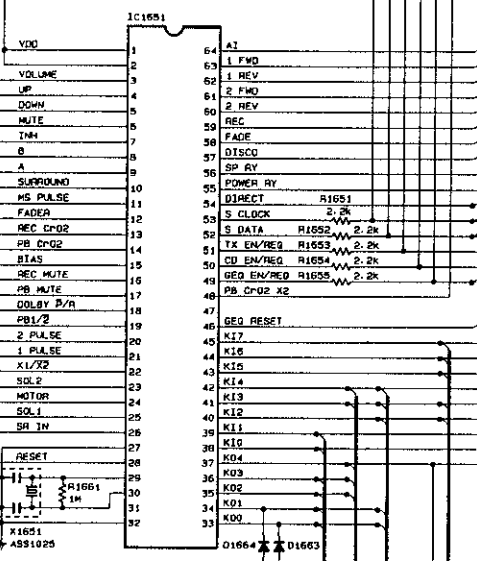 IC1651
VDD 1
2
VOLUME 3
UP 4
DOWN 5
MUTE 6
INH 7
B 8
A 9
SURROUND 10
MS PULSE 11
FADER 12
REC CrO2 13
PB CrO2 14
BIAS 15
REC MUTE 16
PB MUTE 17
DOLBY P/R 18
PB1/2 19
2 PULSE 20
1 PULSE 21
X1/X2 22
SOL2 23
MOTOR 24
SOL1 25
SR IN 26
27
RESET 28
29
R1661 1M 30
31
32
X1651
ASS1025
64 AI
63 1 FWD
62 1 REV
61 2 FWD
60 2 REV
59 REC
58 FADE
57 DISCO
56 SP RY
55 POWER RY
54 DIRECT R1651
53 S CLOCK 2.2k
52 S DATA R1652 2.2k
51 TX EN/REQ R1653 2.2k
50 CD EN/REQ R1654 2.2k
49 GEQ EN/REQ R1655 2.2k
48 PB CrO2 X2
47
46 GEQ RESET
45 KI7
44 KI6
43 KI5
42 KI4
41 KI3
40 KI2
39 KI1
38 KI0
37 KO4
36 KO3
35 KO2
34 KO1
33 KO0
D1664 D1663